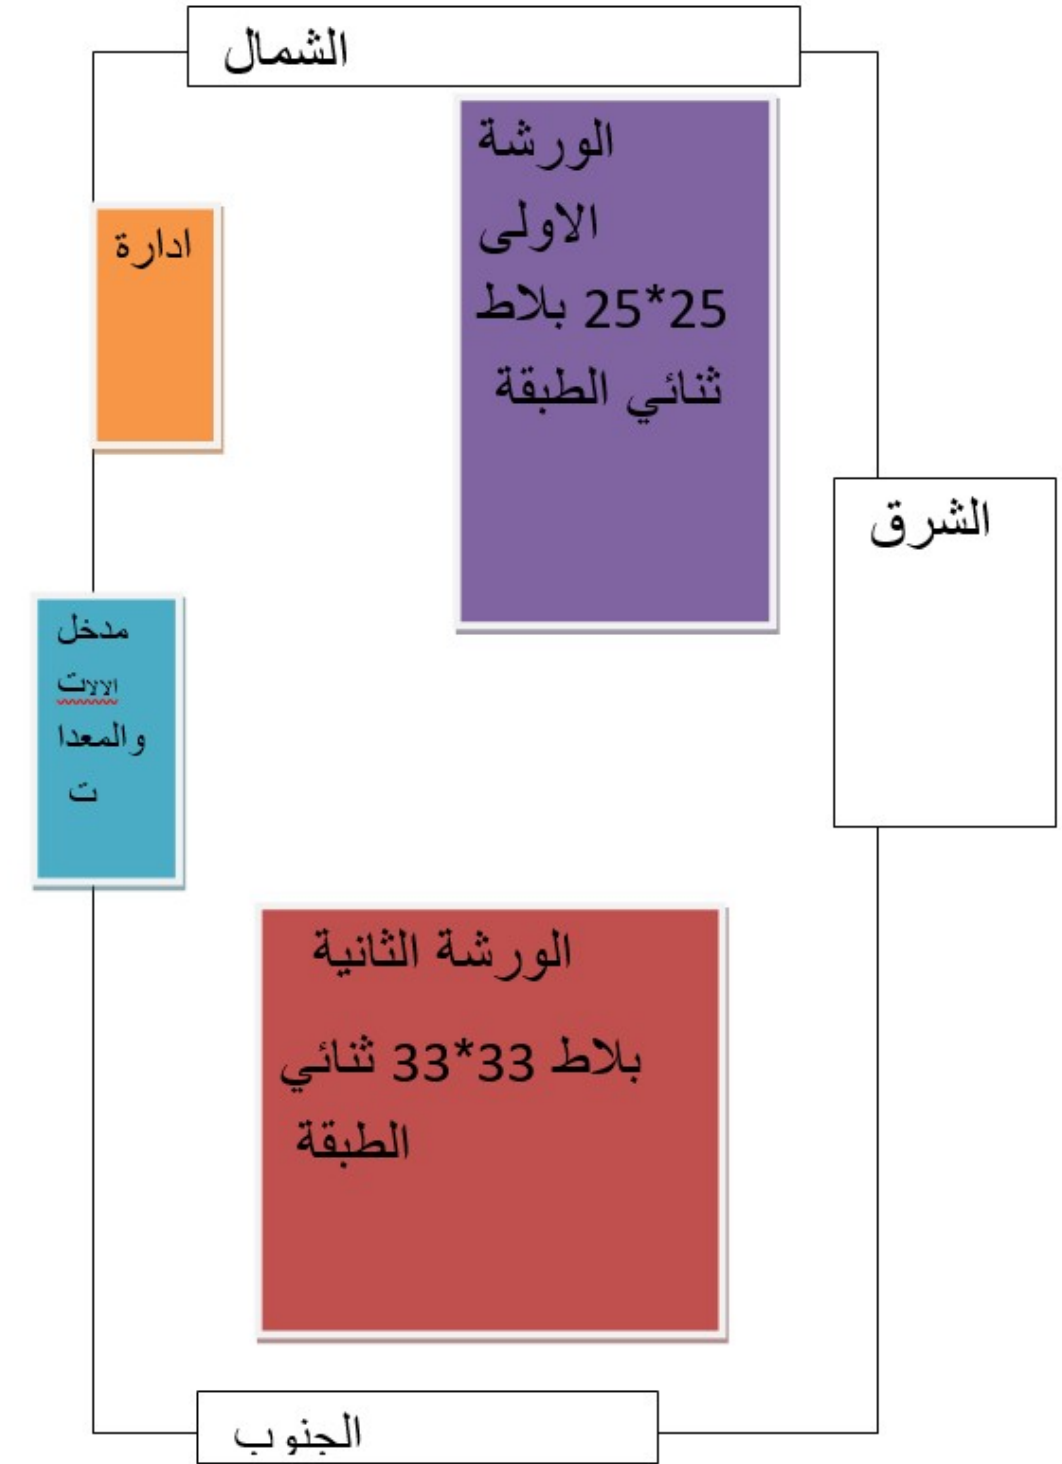 الشمال
الورشة
الاولى
25*25 بلاط
ثنائي الطبقة
ادارة
الشرق
مدخل
الالات
والمعدا
ت
الورشة الثانية
بلاط 33*33 ثنائي
الطبقة
الجنوب